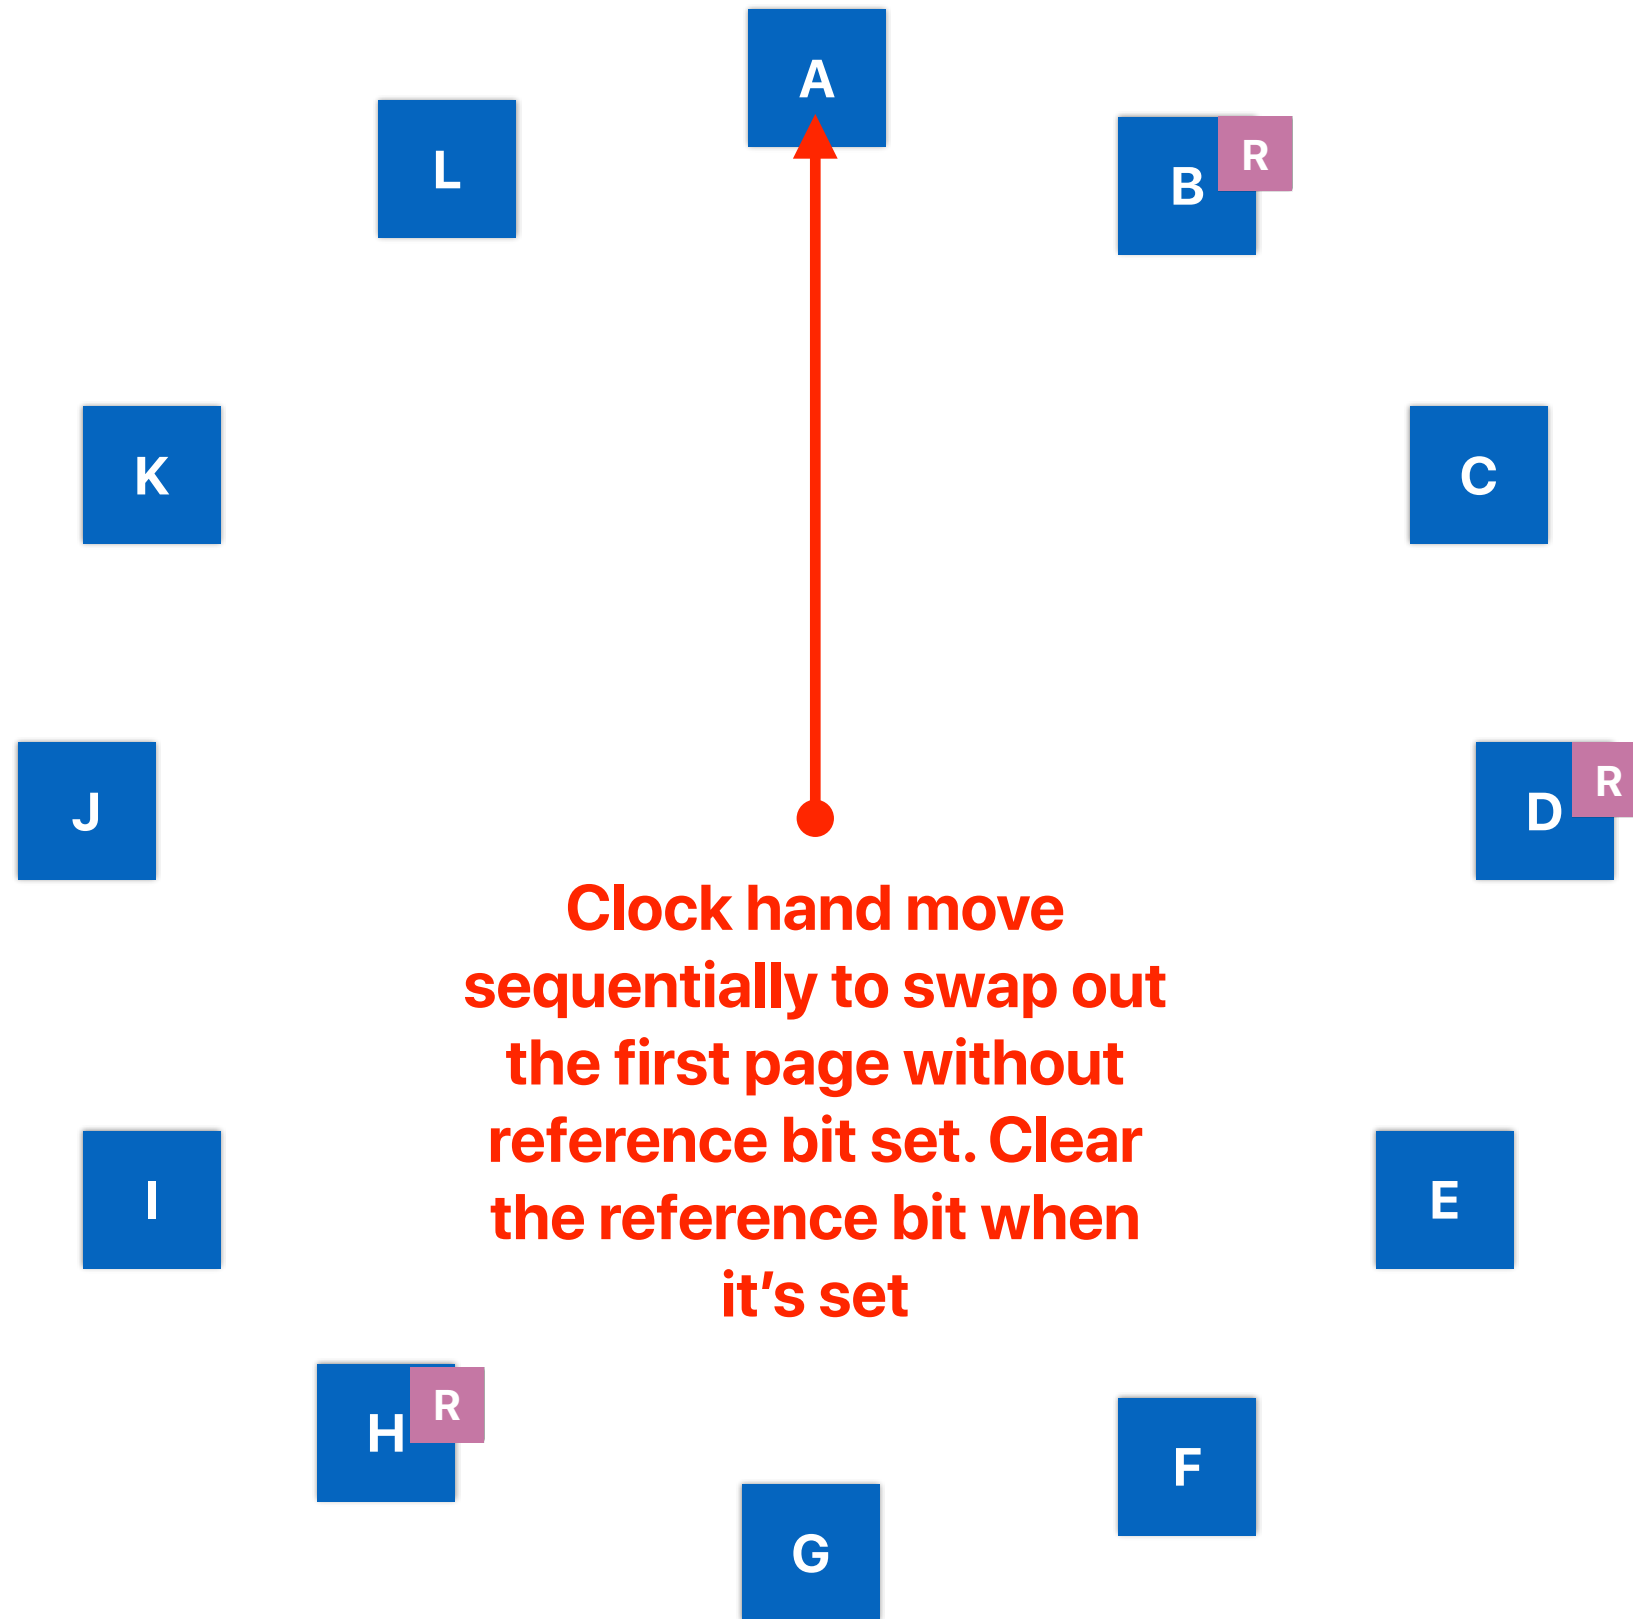 A
L
B R
K
C
J
D R
Clock hand move
sequentially to swap out
the first page without
reference bit set. Clear
the reference bit when
it’s set
I
E
H R
F
G